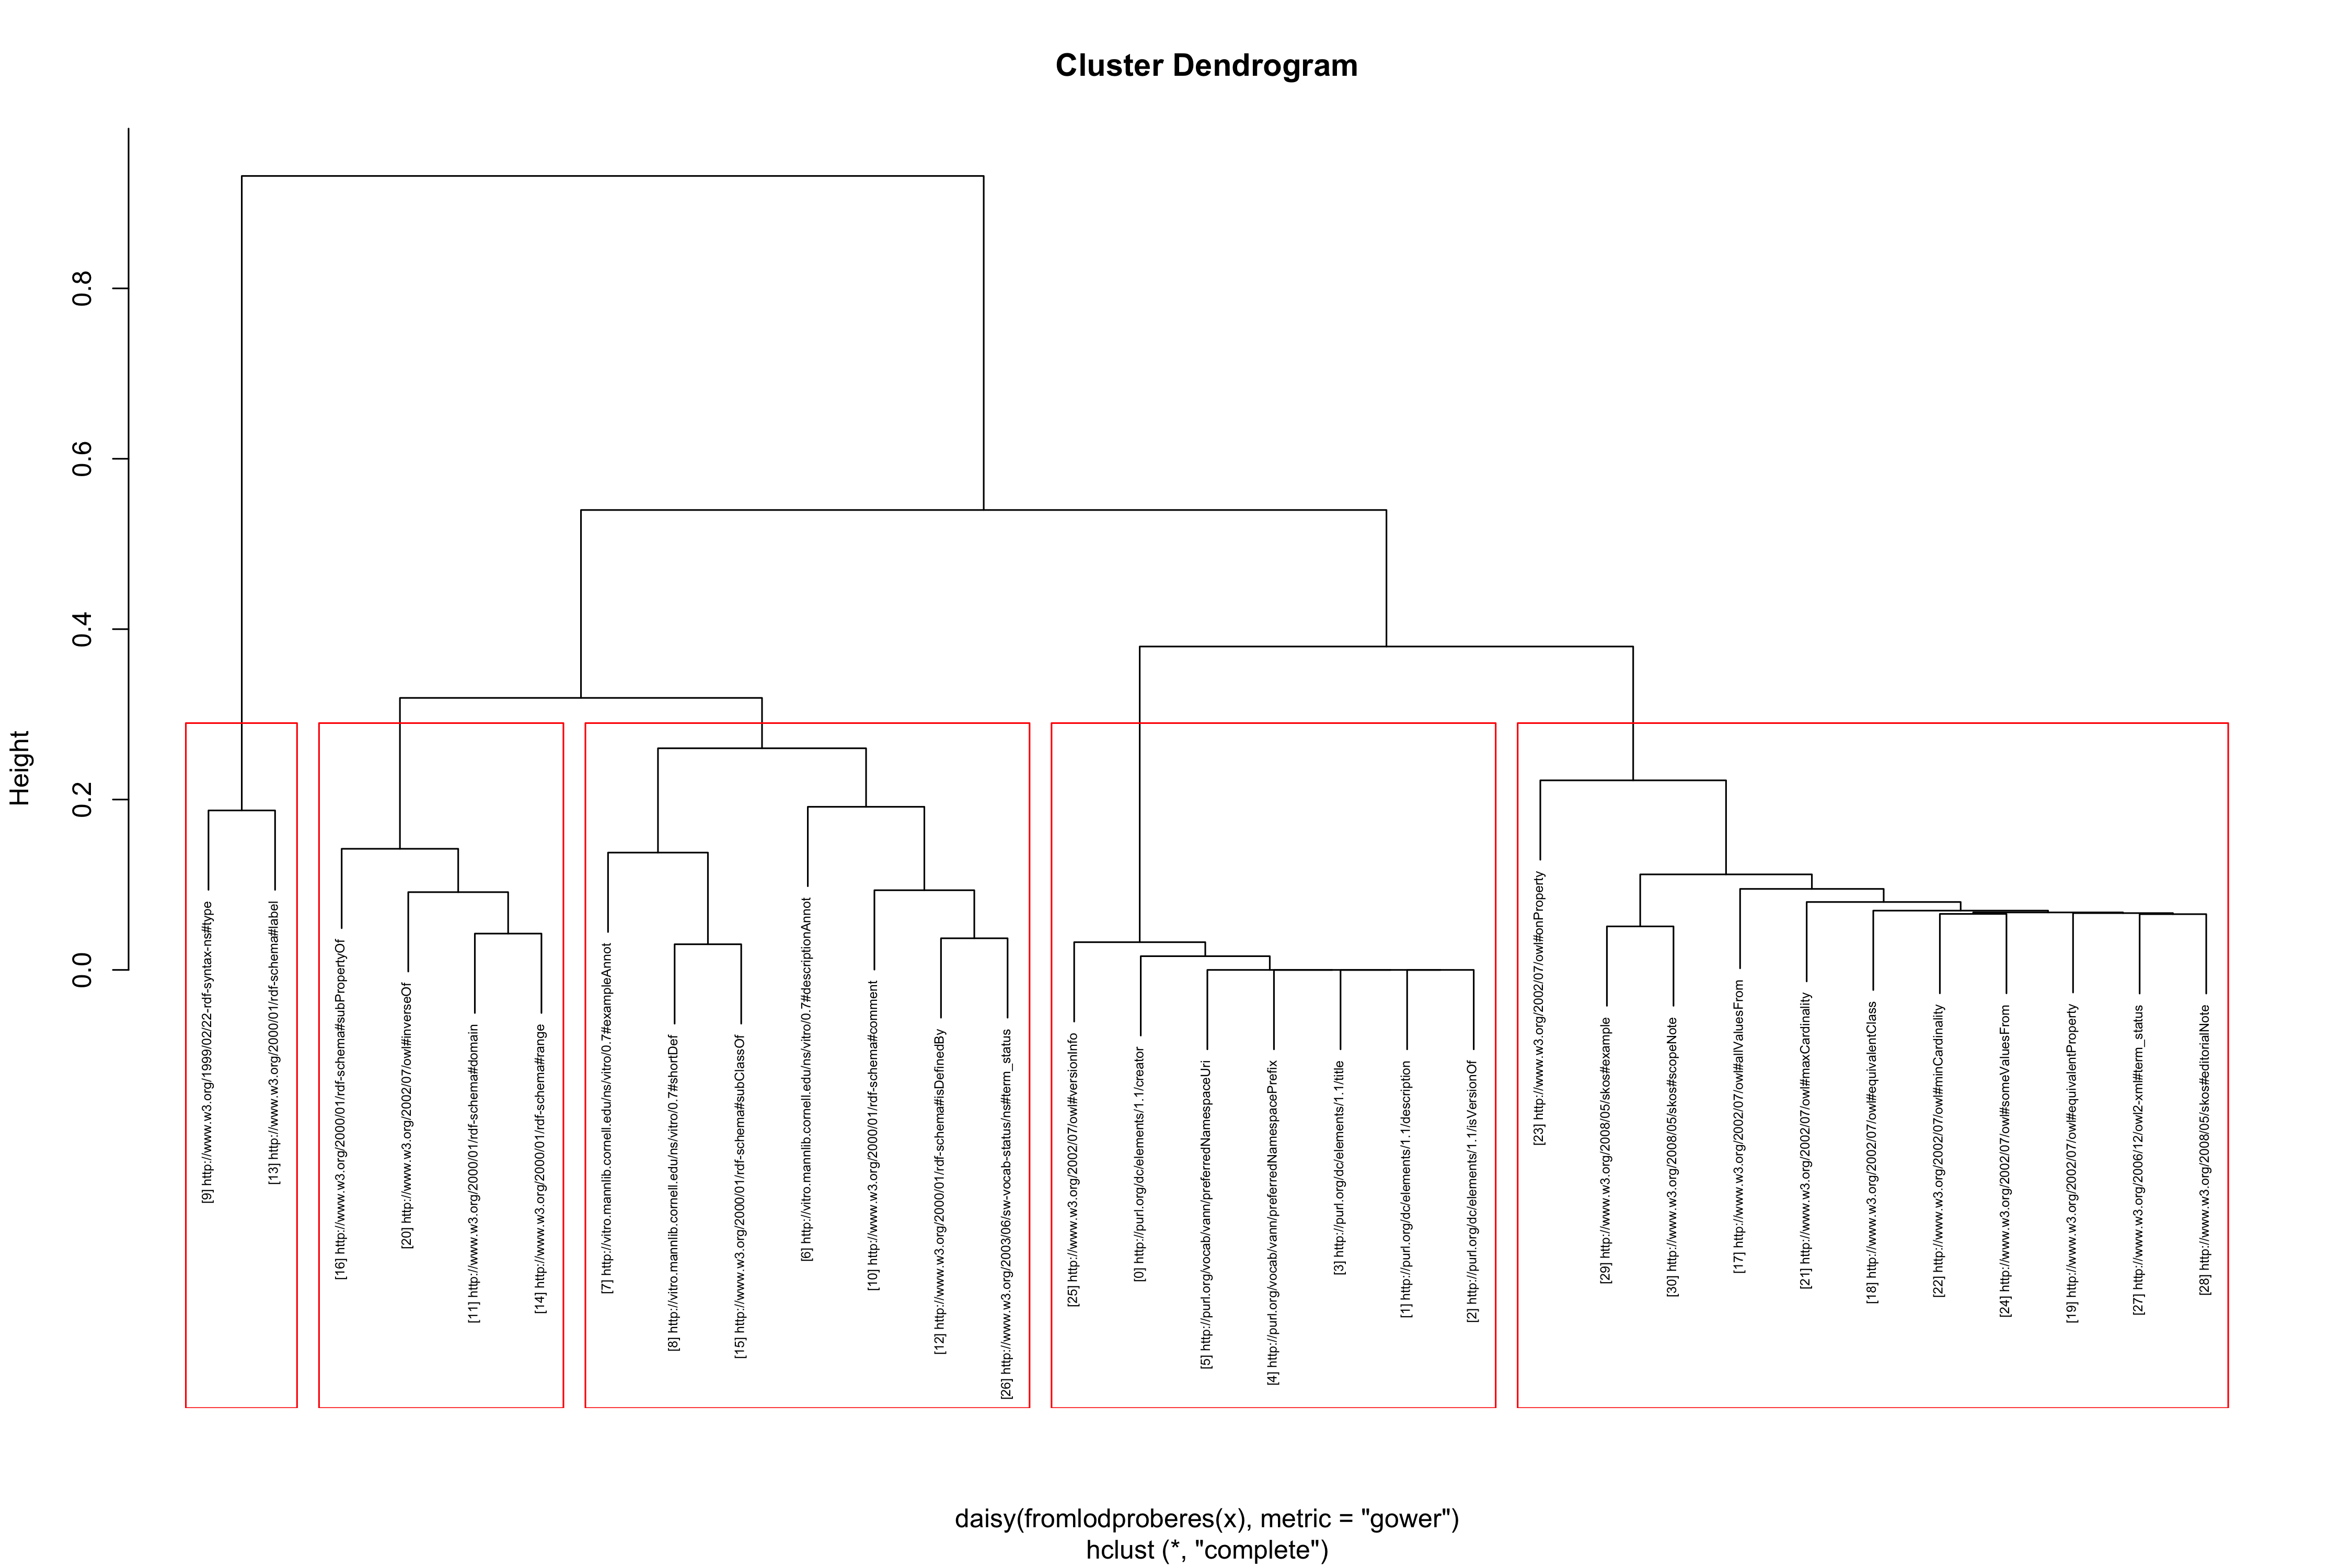 Cluster Dendrogram
Height
0.0
0.2
0.4
0.6
0.8
[9] http://www.w3.org/1999/02/22-rdf-syntax-ns#type
[13] http://www.w3.org/2000/01/rdf-schema#label
[16] http://www.w3.org/2000/01/rdf-schema#subPropertyOf
[20] http://www.w3.org/2002/07/owl#inverseOf
[11] http://www.w3.org/2000/01/rdf-schema#domain
[14] http://www.w3.org/2000/01/rdf-schema#range
[7] http://vitro.mannlib.cornell.edu/ns/vitro/0.7#exampleAnnot
[8] http://vitro.mannlib.cornell.edu/ns/vitro/0.7#shortDef
[15] http://www.w3.org/2000/01/rdf-schema#subClassOf
[6] http://vitro.mannlib.cornell.edu/ns/vitro/0.7#descriptionAnnot
[10] http://www.w3.org/2000/01/rdf-schema#comment
[12] http://www.w3.org/2000/01/rdf-schema#isDefinedBy
[26] http://www.w3.org/2003/06/sw-vocab-status/ns#term_status
[25] http://www.w3.org/2002/07/owl#versionInfo
[0] http://purl.org/dc/elements/1.1/creator
[5] http://purl.org/vocab/vann/preferredNamespaceUri
[4] http://purl.org/vocab/vann/preferredNamespacePrefix
[3] http://purl.org/dc/elements/1.1/title
[1] http://purl.org/dc/elements/1.1/description
[2] http://purl.org/dc/elements/1.1/isVersionOf
[23] http://www.w3.org/2002/07/owl#onProperty
[29] http://www.w3.org/2008/05/skos#example
[30] http://www.w3.org/2008/05/skos#scopeNote
[17] http://www.w3.org/2002/07/owl#allValuesFrom
[21] http://www.w3.org/2002/07/owl#maxCardinality
[18] http://www.w3.org/2002/07/owl#equivalentClass
[22] http://www.w3.org/2002/07/owl#minCardinality
[24] http://www.w3.org/2002/07/owl#someValuesFrom
[19] http://www.w3.org/2002/07/owl#equivalentProperty
[27] http://www.w3.org/2006/12/owl2-xml#term_status
[28] http://www.w3.org/2008/05/skos#editorialNote
daisy(fromlodproberes(x), metric = "gower")
hclust (*, "complete")